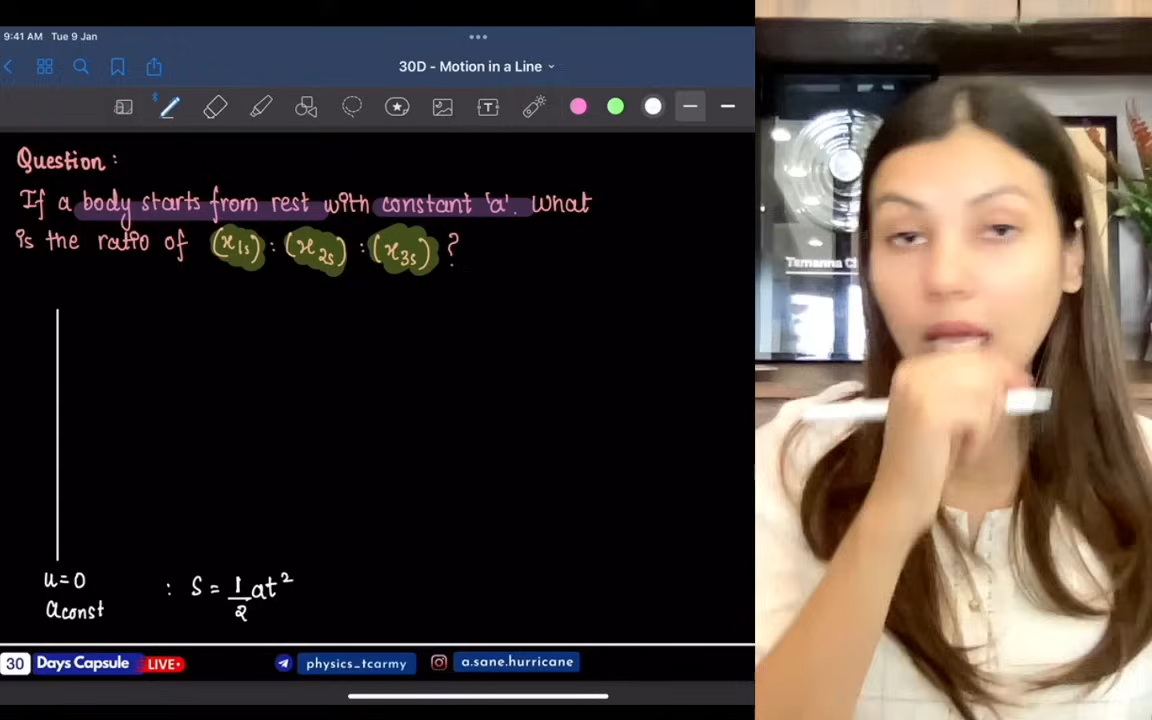 9:41 AM Tue 9 Jan
30D - Motion in a Line
T
Question :
If a body starts from rest with constant 'a'. What
is the ratio of (x1s) : (x2s) : (x3s) ?
u = 0 : S = 1/2 at²
a const
30 Days Capsule LIVE
physics_tcarmy
a.sane.hurricane